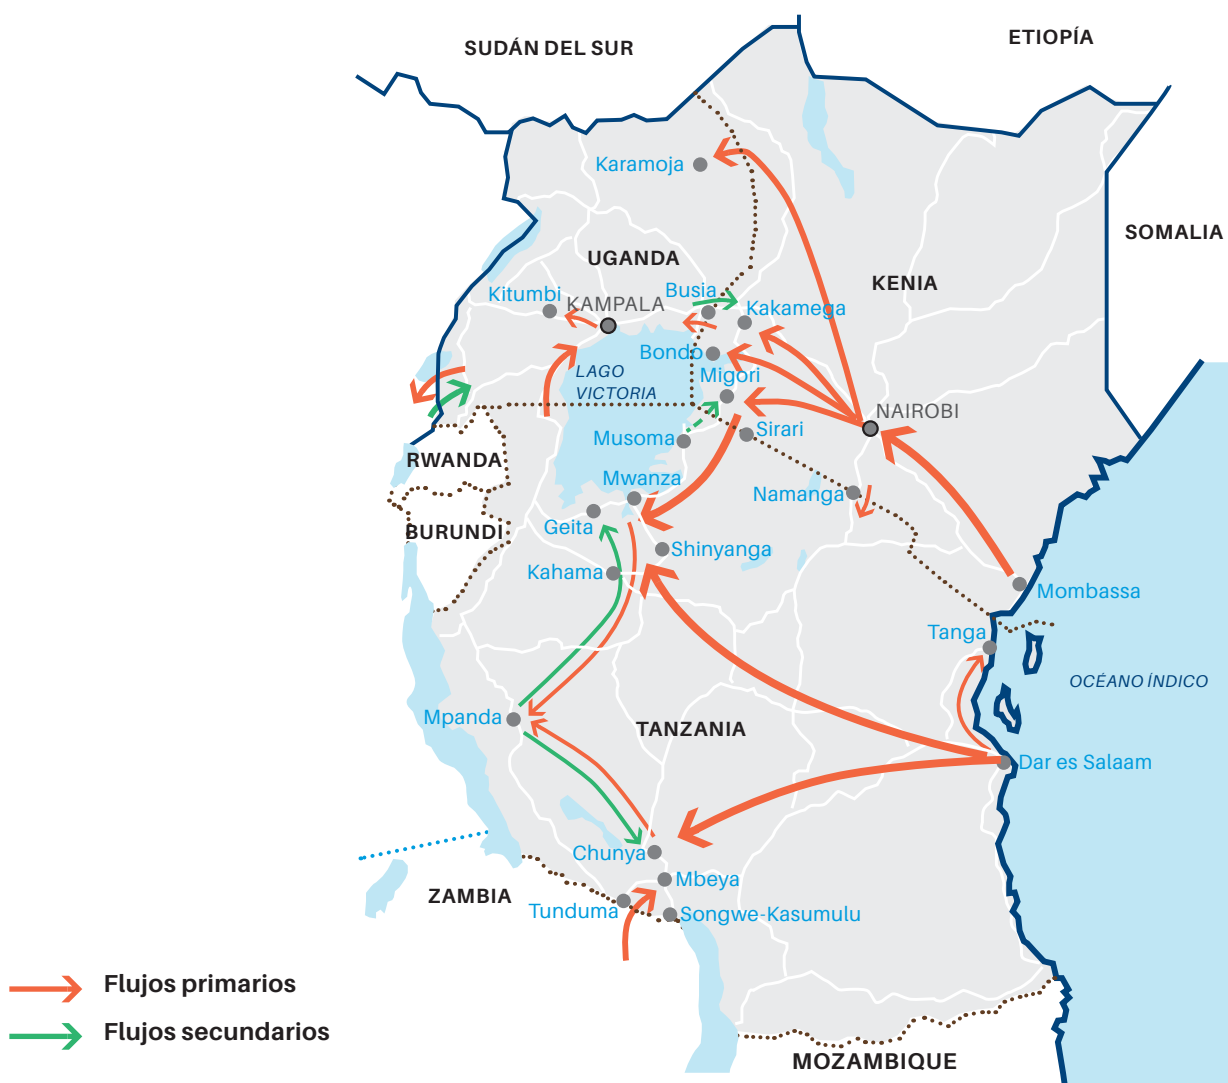 SUDÁN DEL SUR
ETIOPÍA
Karamoja
SOMALIA
UGANDA
KENIA
Kitumbi
KAMPALA
Busia
Kakamega
Bondo
LAGO
VICTORIA
Migori
NAIROBI
Musoma
Sirari
RWANDA
Mwanza
Namanga
Geita
BURUNDI
Shinyanga
Kahama
Mombassa
Tanga
OCÉANO ÍNDICO
Mpanda
TANZANIA
Dar es Salaam
Chunya
Mbeya
ZAMBIA
Tunduma
Songwe-Kasumulu
Flujos primarios
Flujos secundarios
MOZAMBIQUE